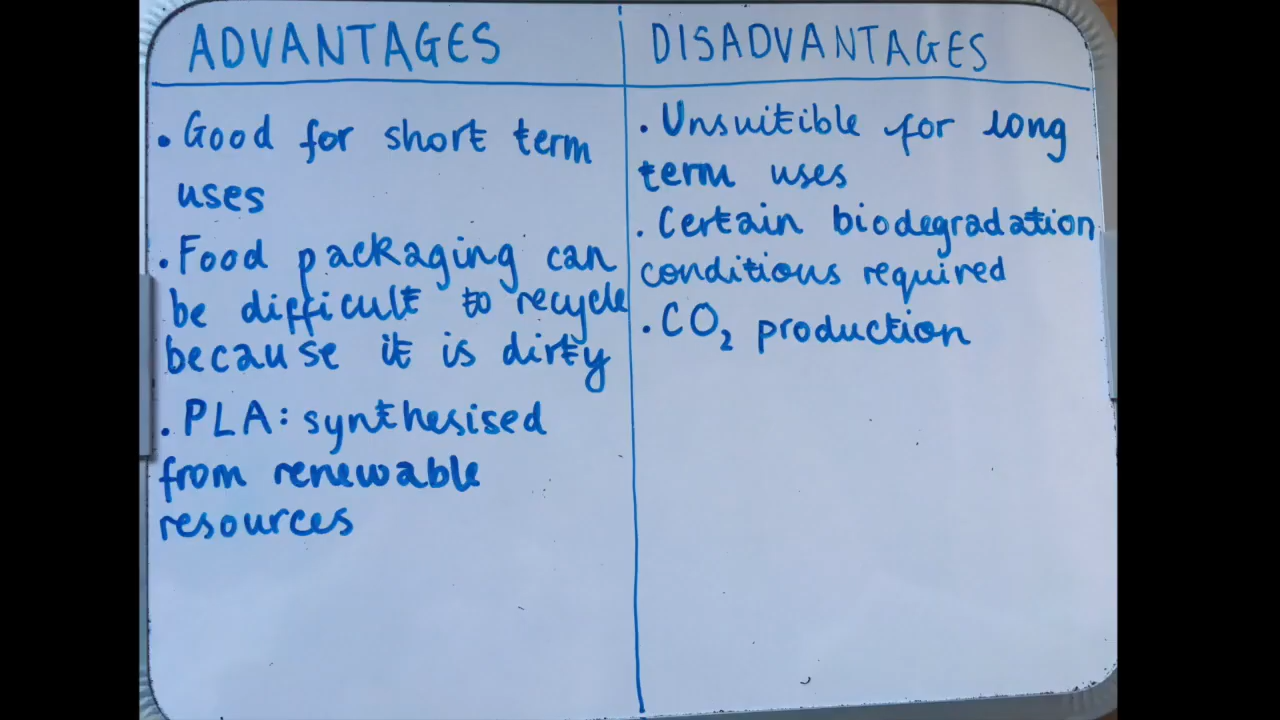 ADVANTAGES
• Good for short term
uses
• Food packaging can
be difficult to recycle
because it is dirty
• PLA: synthesised
from renewable
resources
DISADVANTAGES
• Unsuitible for long
term uses
• Certain biodegradation
conditions required
• CO₂ production